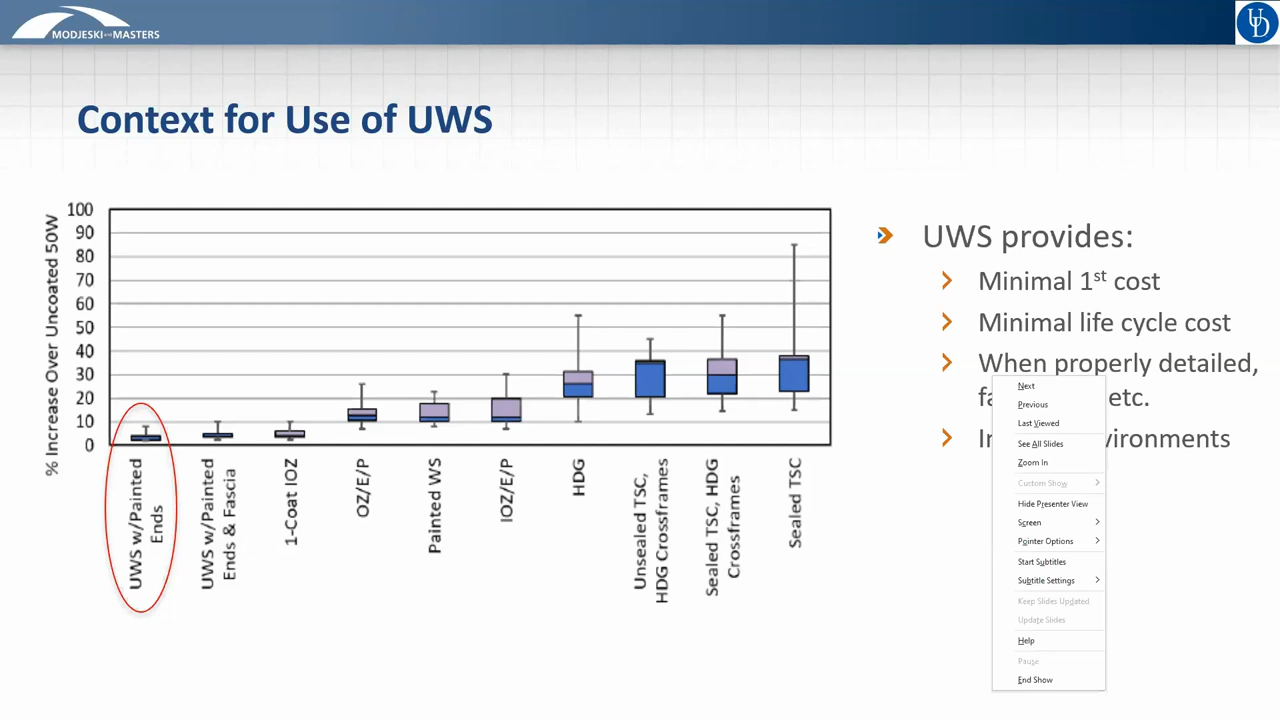 MODJESKI and MASTERS
UD
Context for Use of UWS
% Increase Over Uncoated 50W
100
90
80
70
60
50
40
30
20
10
0
UWS w/Painted
Ends
UWS w/Painted
Ends & Fascia
1-Coat IOZ
OZ/E/P
Painted WS
IOZ/E/P
HDG
Unsealed TSC,
HDG Crossframes
Sealed TSC, HDG
Crossframes
Sealed TSC
UWS provides:
Minimal 1st cost
Minimal life cycle cost
When properly detailed,
etc.
Next
Previous
Last Viewed
See All Slides
Zoom In
Custom Show
Hide Presenter View
Screen
Pointer Options
Start Subtitles
Subtitle Settings
Keep Slides Updated
Update Slides
Help
Pause
End Show